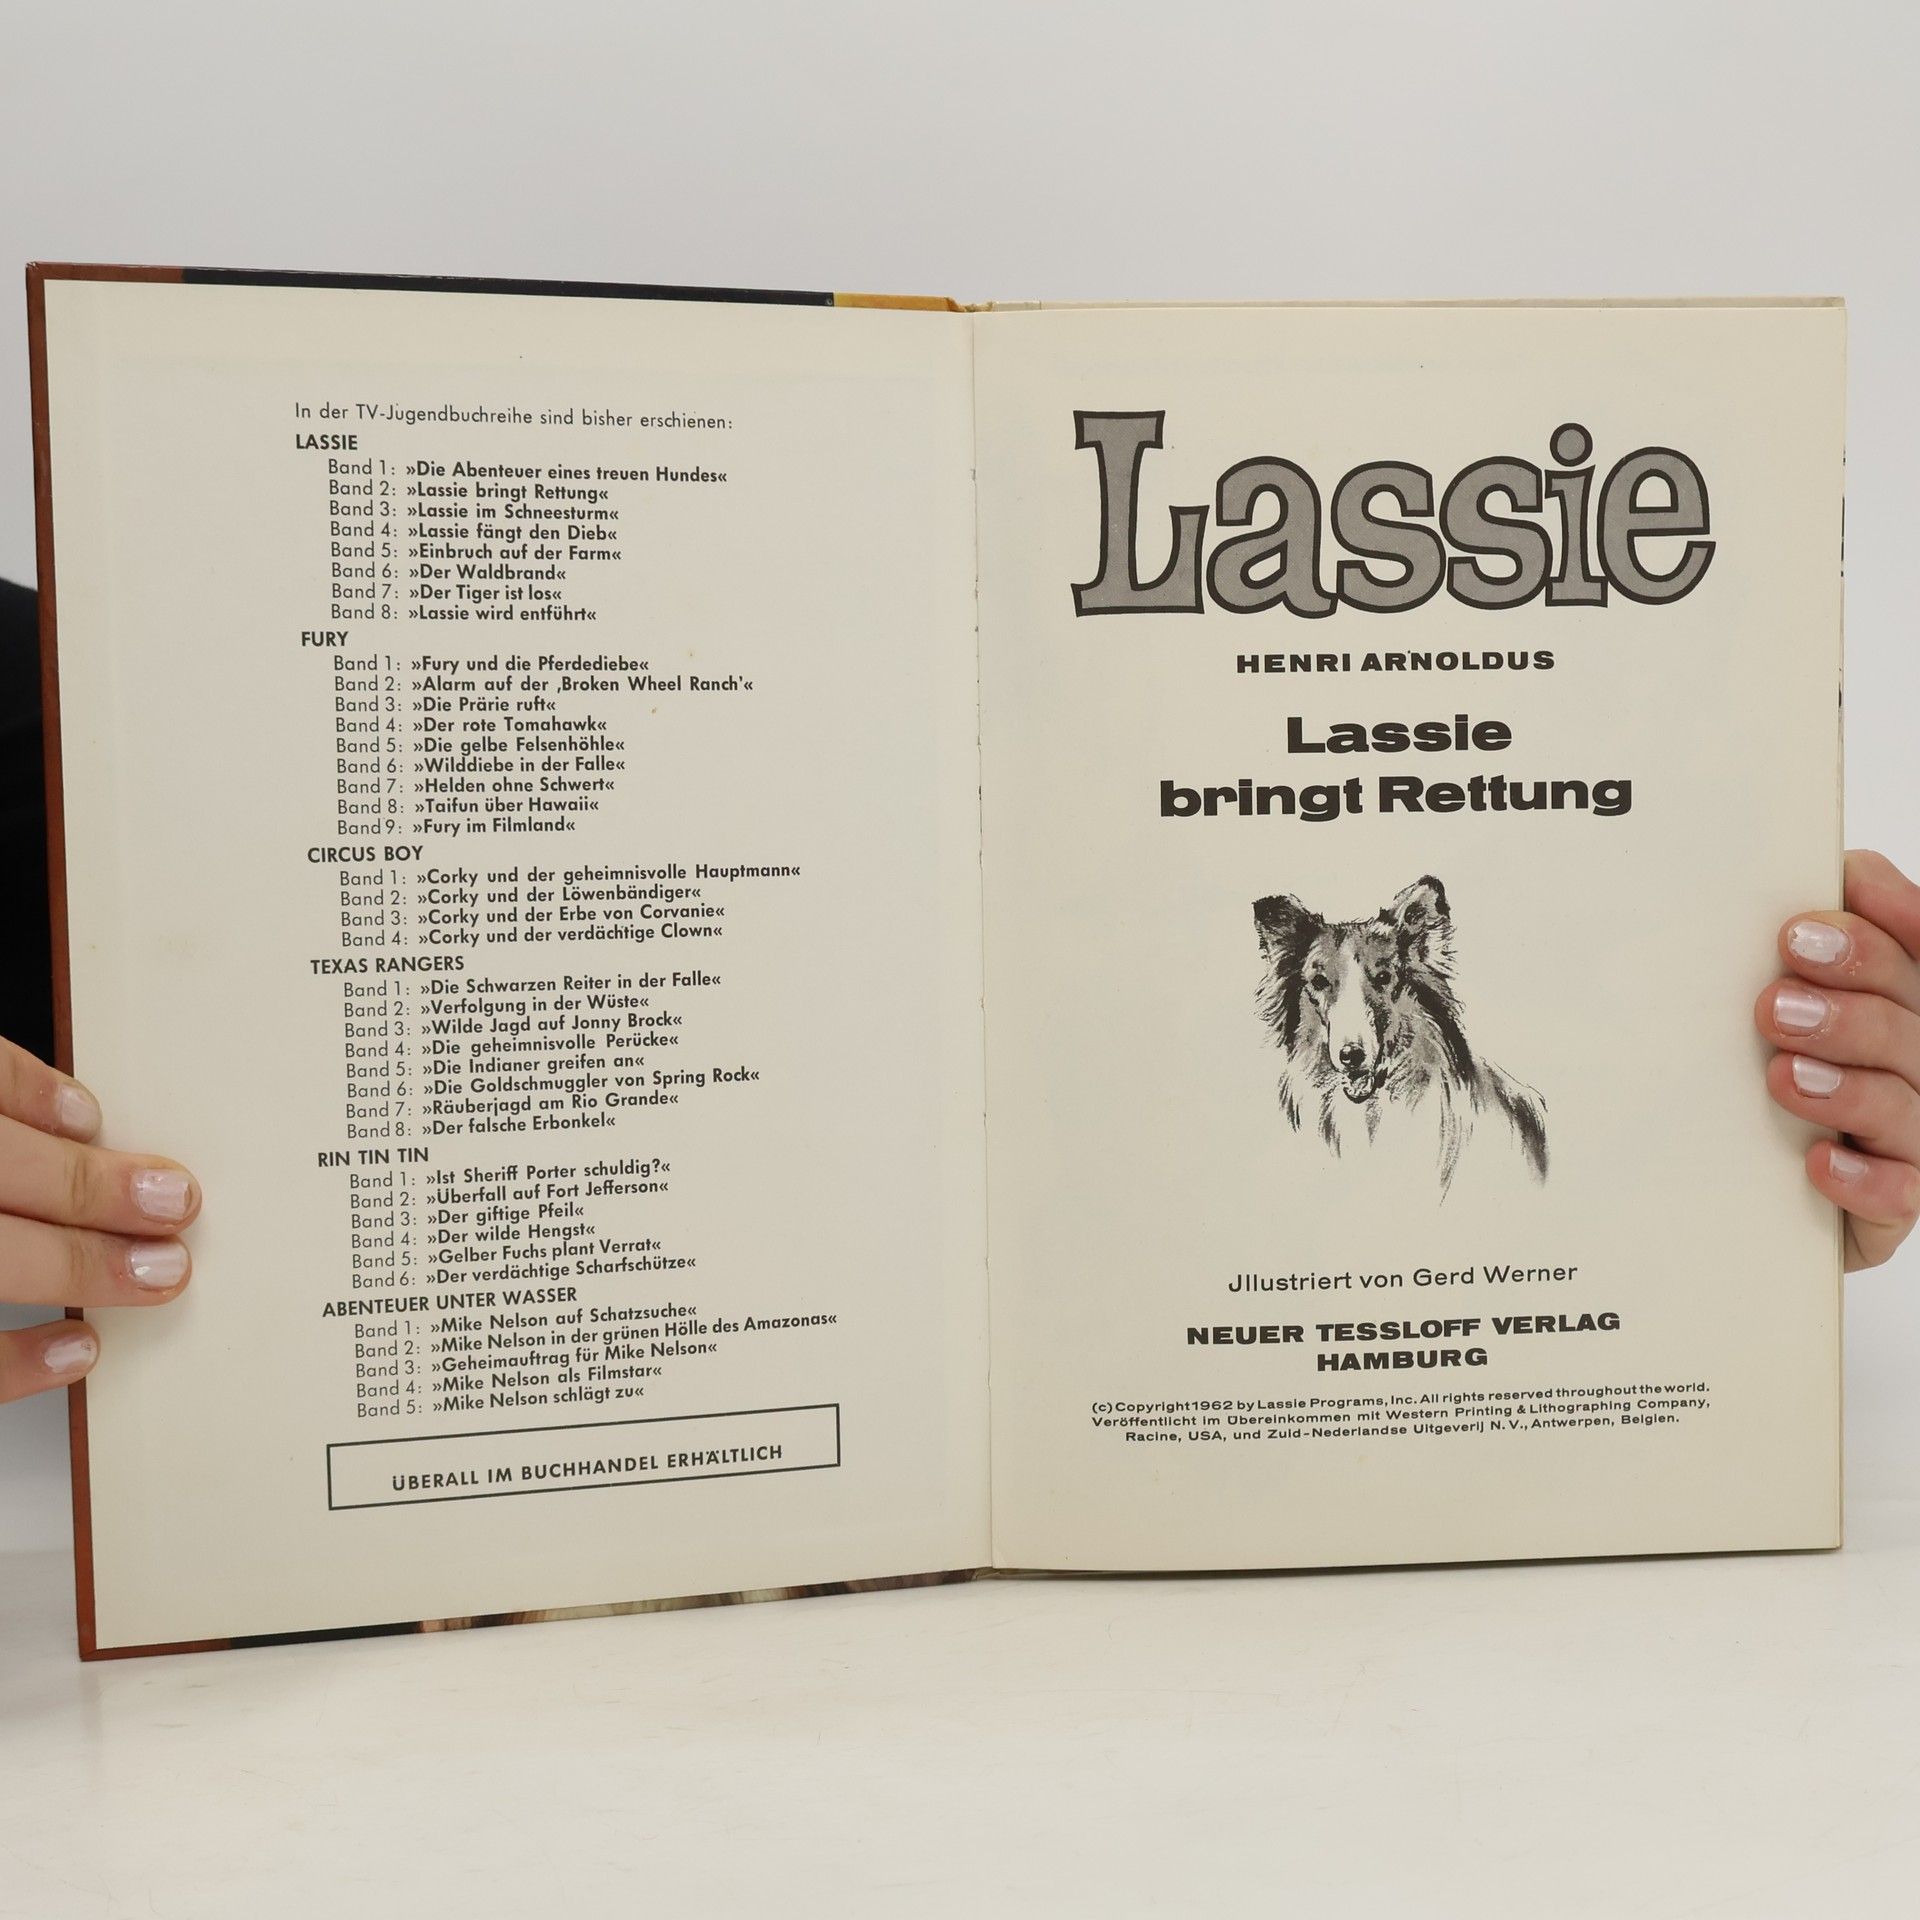 In der TV-Jugendbuchreihe sind bisher erschienen:
LASSIE
Band 1: »Die Abenteuer eines treuen Hundes«
Band 2: »Lassie bringt Rettung«
Band 3: »Lassie im Schneesturm«
Band 4: »Lassie fängt den Dieb«
Band 5: »Einbruch auf der Farm«
Band 6: »Der Waldbrand«
Band 7: »Der Tiger ist los«
Band 8: »Lassie wird entführt«
FURY
Band 1: »Fury und die Pferdediebe«
Band 2: »Alarm auf der ‚Broken Wheel Ranch'«
Band 3: »Die Prärie ruft«
Band 4: »Der rote Tomahawk«
Band 5: »Die gelbe Felsenhöhle«
Band 6: »Wilddiebe in der Falle«
Band 7: »Helden ohne Schwert«
Band 8: »Taifun über Hawaii«
Band 9: »Fury im Filmland«
CIRCUS BOY
Band 1: »Corky und der geheimnisvolle Hauptmann«
Band 2: »Corky und der Löwenbändiger«
Band 3: »Corky und der Erbe von Corvanie«
Band 4: »Corky und der verdächtige Clown«
TEXAS RANGERS
Band 1: »Die Schwarzen Reiter in der Falle«
Band 2: »Verfolgung in der Wüste«
Band 3: »Wilde Jagd auf Jonny Brock«
Band 4: »Die geheimnisvolle Perücke«
Band 5: »Die Indianer greifen an«
Band 6: »Die Goldschmuggler von Spring Rock«
Band 7: »Räuberjagd am Rio Grande«
Band 8: »Der falsche Erbonkel«
RIN TIN TIN
Band 1: »Ist Sheriff Porter schuldig?«
Band 2: »Überfall auf Fort Jefferson«
Band 3: »Der giftige Pfeil«
Band 4: »Der wilde Hengst«
Band 5: »Gelber Fuchs plant Verrat«
Band 6: »Der verdächtige Scharfschütze«
ABENTEUER UNTER WASSER
Band 1: »Mike Nelson auf Schatzsuche«
Band 2: »Mike Nelson in der grünen Hölle des Amazonas«
Band 3: »Geheimauftrag für Mike Nelson«
Band 4: »Mike Nelson als Filmstar«
Band 5: »Mike Nelson schlägt zu«
ÜBERALL IM BUCHHANDEL ERHÄLTLICH
Lassie
HENRI ARNOLDUS
Lassie
bringt Rettung
Jllustriert von Gerd Werner
NEUER TESSLOFF VERLAG
HAMBURG
(c) Copyright 1962 by Lassie Programs, Inc. All rights reserved throughout the world.
Veröffentlicht im Übereinkommen mit Western Printing & Lithographing Company,
Racine, USA, und Zuid-Nederlandse Uitgeverij N. V., Antwerpen, Belgien.